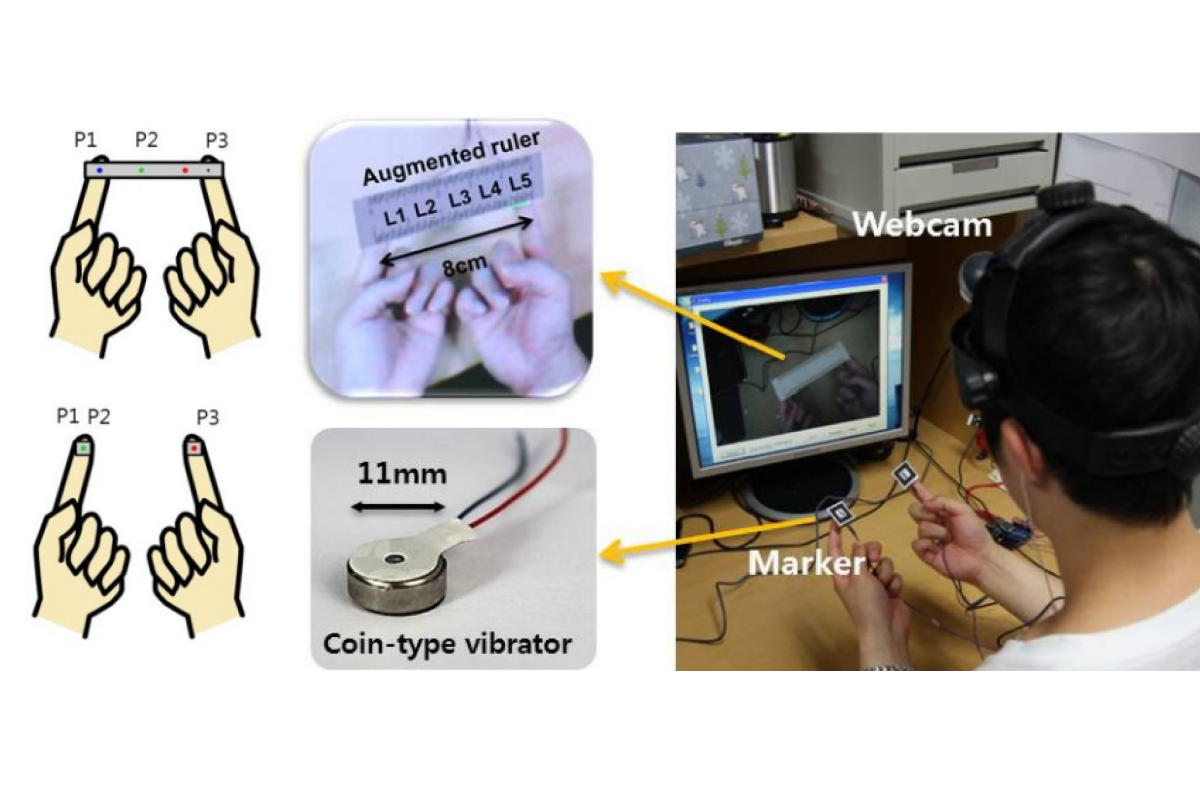 P1 P2 P3
Augmented ruler
L1 L2 L3 L4 L5
8cm
Webcam
P1 P2 P3
11mm
Marker
Coin-type vibrator